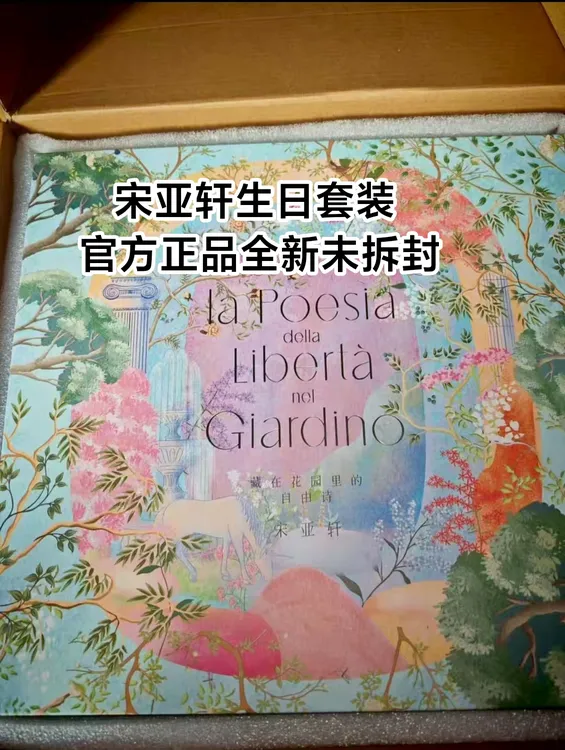 宋亚轩生日套装
官方正品全新未拆封
la Poesia
della
Libertà
nel
Giardino
藏在花园里的
自由诗
宋亚轩